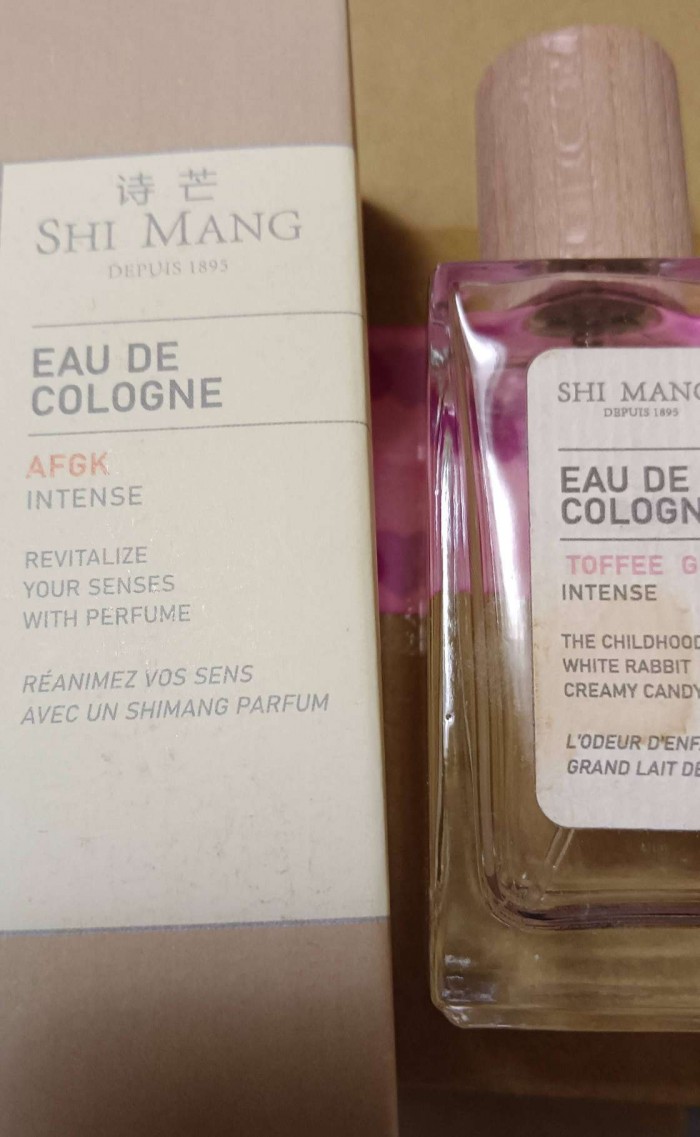 诗芒
SHI MANG
DEPUIS 1895
EAU DE
COLOGNE
AFGK
INTENSE
REVITALIZE
YOUR SENSES
WITH PERFUME
RÉANIMEZ VOS SENS
AVEC UN SHIMANG PARFUM
SHI MANG
DEPUIS 1895
EAU DE
COLOGN
TOFFEE G
INTENSE
THE CHILDHOOD
WHITE RABBIT
CREAMY CANDY
L'ODEUR D'ENF
GRAND LAIT DE